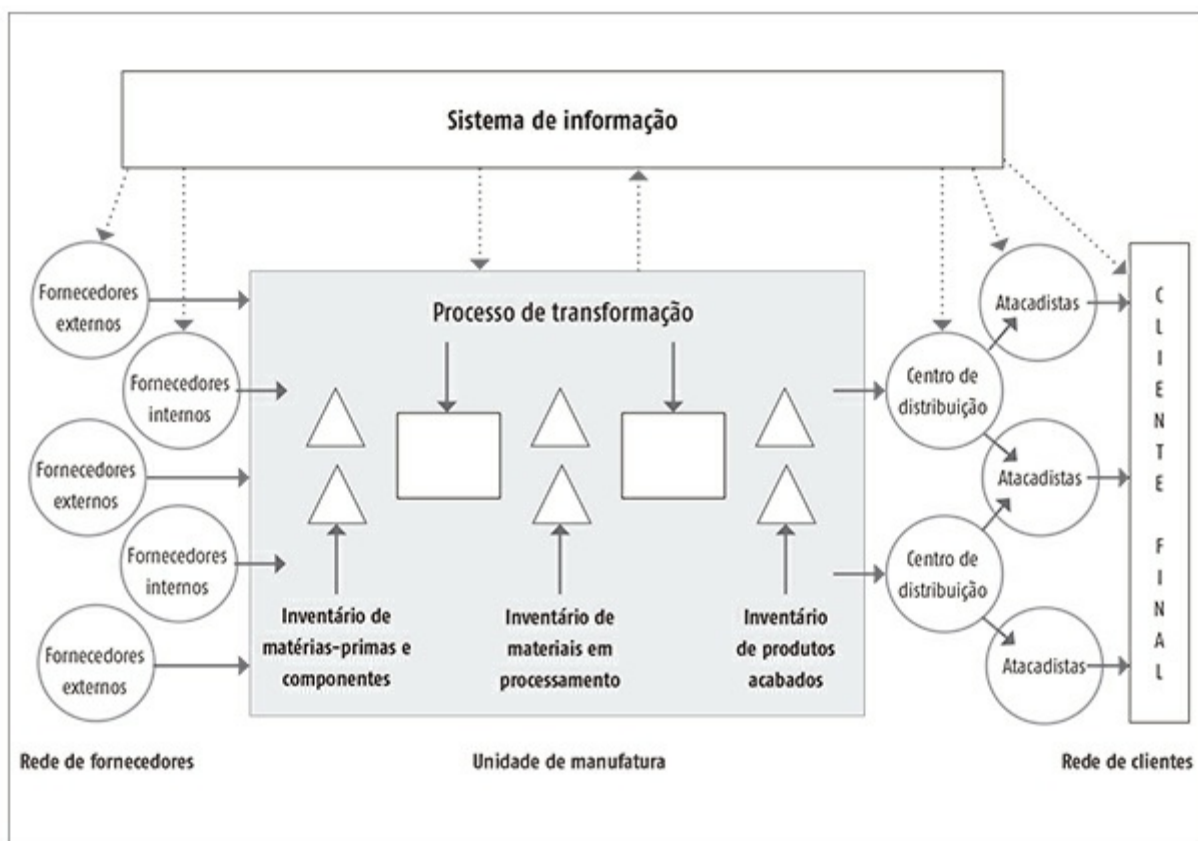 Sistema de informação
Fornecedores
externos
Fornecedores
internos
Fornecedores
externos
Fornecedores
internos
Fornecedores
externos
Processo de transformação
Inventário de
matérias-primas e
componentes
Inventário de
materiais em
processamento
Inventário
de produtos
acabados
Centro de
distribuição
Centro de
distribuição
Atacadistas
Atacadistas
Atacadistas
CLIENTE FINAL
Rede de fornecedores
Unidade de manufatura
Rede de clientes